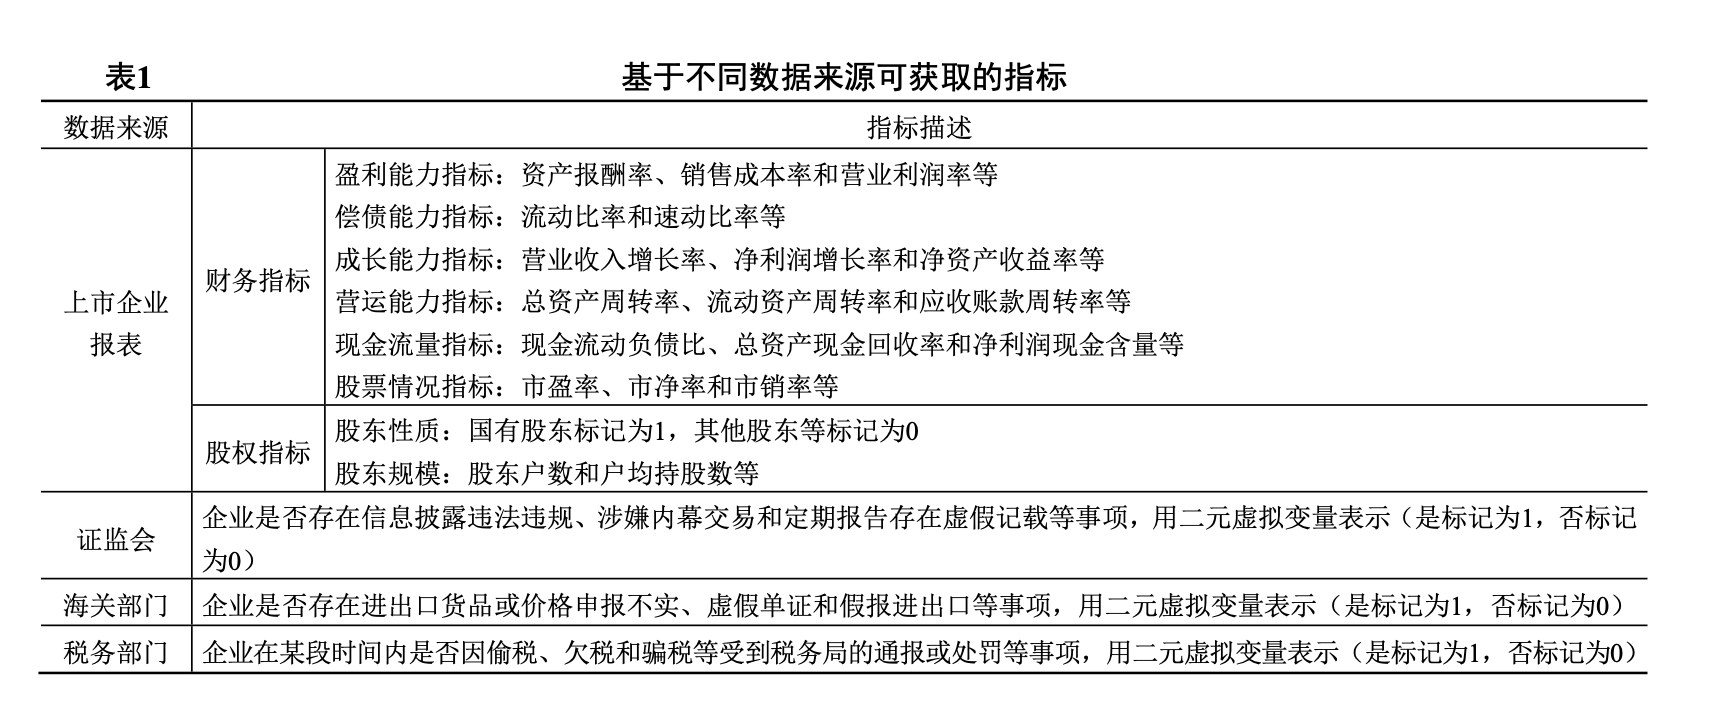 表1 基于不同数据来源可获取的指标
数据来源 指标描述
上市企业
报表
财务指标
盈利能力指标：资产报酬率、销售成本率和营业利润率等
偿债能力指标：流动比率和速动比率等
成长能力指标：营业收入增长率、净利润增长率和净资产收益率等
营运能力指标：总资产周转率、流动资产周转率和应收账款周转率等
现金流量指标：现金流动负债比、总资产现金回收率和净利润现金含量等
股票情况指标：市盈率、市净率和市销率等
股权指标
股东性质：国有股东标记为1，其他股东等标记为0
股东规模：股东户数和户均持股数等
证监会
企业是否存在信息披露违法违规、涉嫌内幕交易和定期报告存在虚假记载等事项，用二元虚拟变量表示（是标记为1，否标记
为0）
海关部门 企业是否存在进出口货品或价格申报不实、虚假单证和假报进出口等事项，用二元虚拟变量表示（是标记为1，否标记为0）
税务部门 企业在某段时间内是否因偷税、欠税和骗税等受到税务局的通报或处罚等事项，用二元虚拟变量表示（是标记为1，否标记为0）